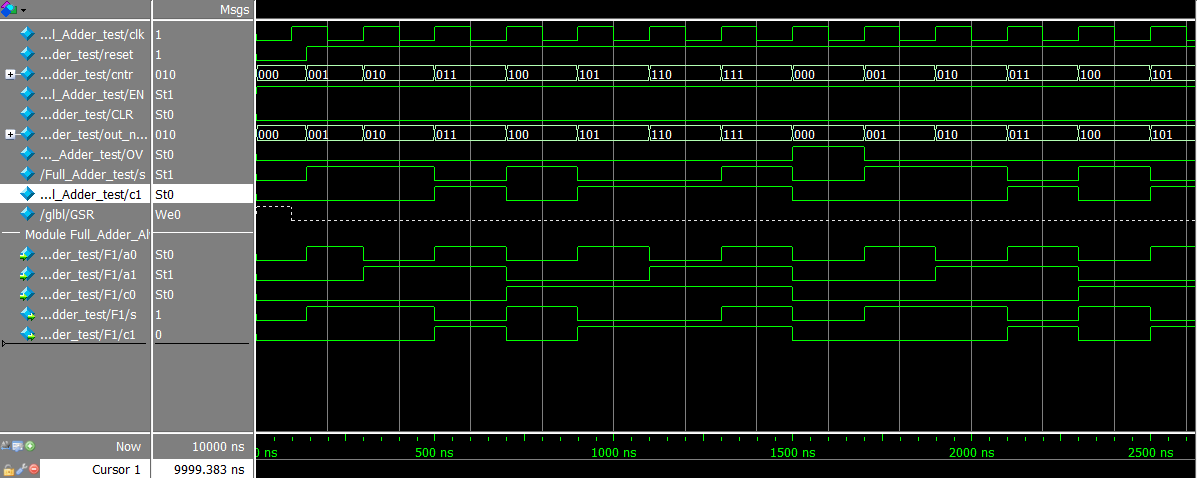 Msgs
...l_Adder_test/clk 1
...der_test/reset 1
...dder_test/cntr 010 000 001 010 011 100 101 110 111 000 001 010 011 100 101
...l_Adder_test/EN St1
...dder_test/CLR St0
...der_test/out_n... 010 000 001 010 011 100 101 110 111 000 001 010 011 100 101
..._Adder_test/OV St0
/Full_Adder_test/s St1
...l_Adder_test/c1 St0
/glbl/GSR We0
Module Full_Adder_Al
...der_test/F1/a0 St0
...der_test/F1/a1 St1
...der_test/F1/c0 St0
...dder_test/F1/s 1
...der_test/F1/c1 0
Now 10000 ns 0 ns 500 ns 1000 ns 1500 ns 2000 ns 2500 ns
Cursor 1 9999.383 ns